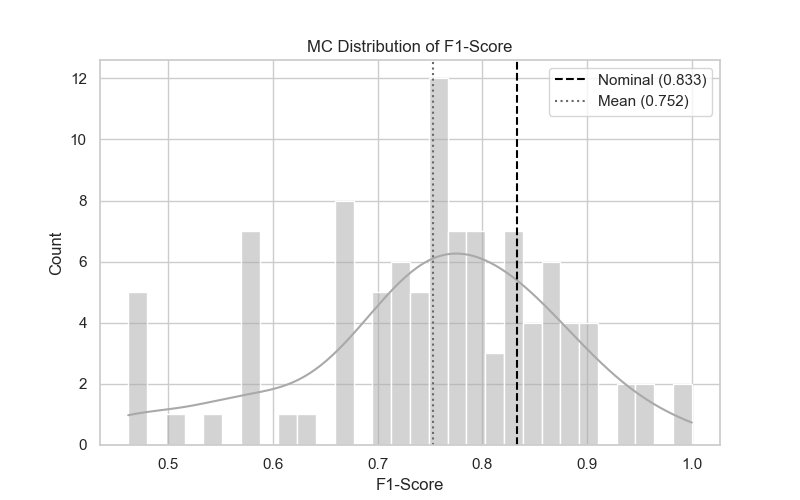 MC Distribution of F1-Score
Nominal (0.833)
Mean (0.752)
Count
12
10
8
6
4
2
0
0.5 0.6 0.7 0.8 0.9 1.0
F1-Score